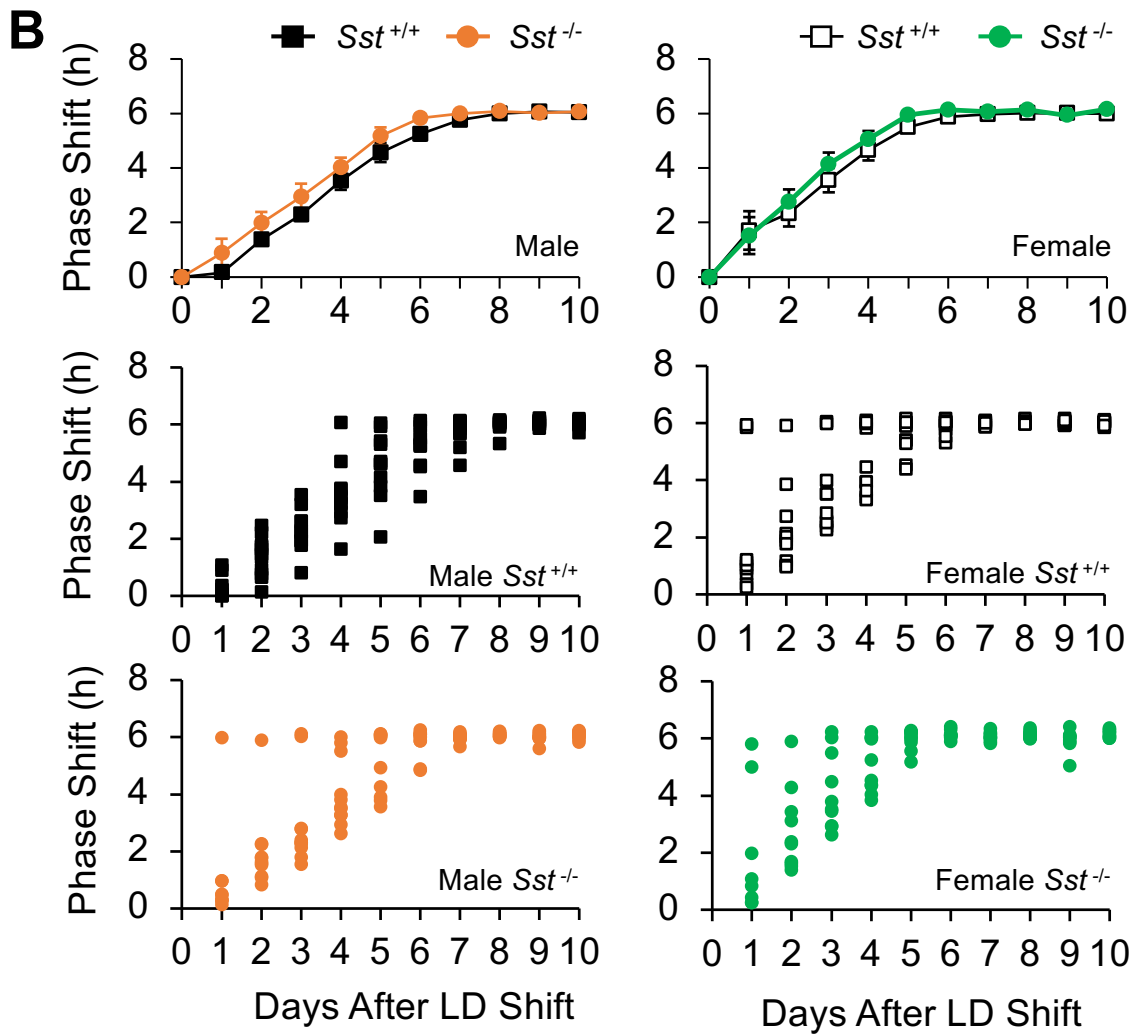 B
Sst +/+ Sst -/- Sst +/+ Sst -/-
Phase Shift (h)
8
6
4
2
0
Male
0 2 4 6 8 10
Phase Shift (h)
8
6
4
2
0
Female
0 2 4 6 8 10
Phase Shift (h)
8
6
4
2
0
Male Sst +/+
0 1 2 3 4 5 6 7 8 9 10
8
6
4
2
0
Female Sst +/+
0 1 2 3 4 5 6 7 8 9 10
Phase Shift (h)
8
6
4
2
0
Male Sst -/-
0 1 2 3 4 5 6 7 8 9 10
Days After LD Shift
8
6
4
2
0
Female Sst -/-
0 1 2 3 4 5 6 7 8 9 10
Days After LD Shift